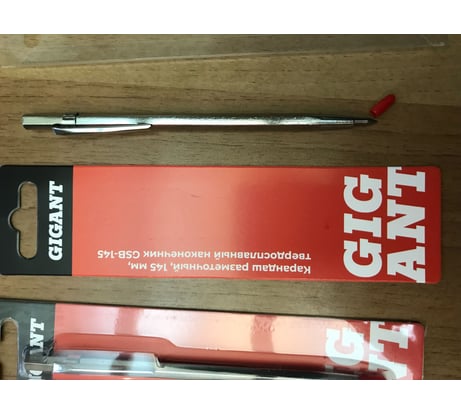 GIGANT
Карандаш разметочный, 145 мм,
твердосплавный наконечник GSB-145
GIG
ANT
GIGANT